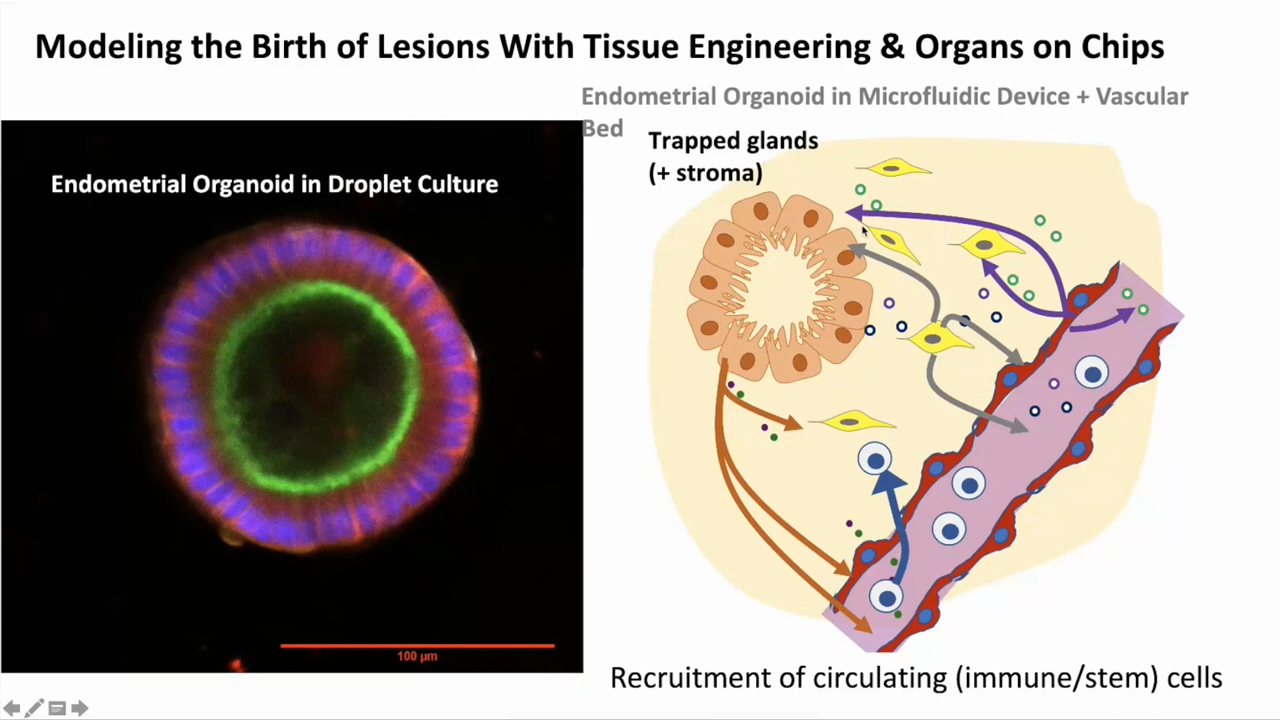 Modeling the Birth of Lesions With Tissue Engineering & Organs on Chips
Endometrial Organoid in Microfluidic Device + Vascular
Bed
Trapped glands
(+ stroma)
Endometrial Organoid in Droplet Culture
100 µm
Recruitment of circulating (immune/stem) cells